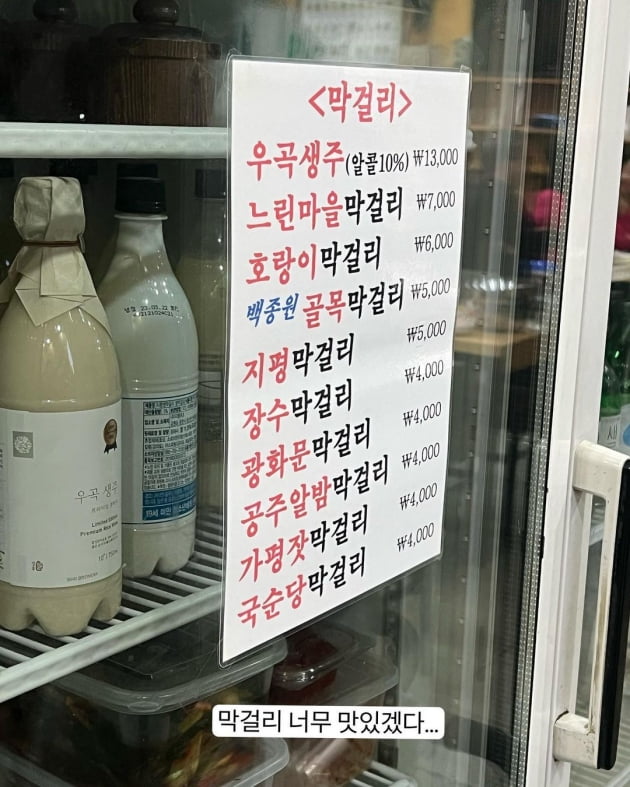 <막걸리>
우곡생주(알콜10%) ₩13,000
느린마을막걸리 ₩7,000
호랑이막걸리 ₩6,000
백종원 골목막걸리 ₩5,000
지평막걸리 ₩5,000
장수막걸리 ₩4,000
광화문막걸리 ₩4,000
공주알밤막걸리 ₩4,000
가평잣막걸리 ₩4,000
국순당막걸리 ₩4,000
우곡 생주
Limited Edition
Premium Rice Wine
막걸리 너무 맛있겠다...